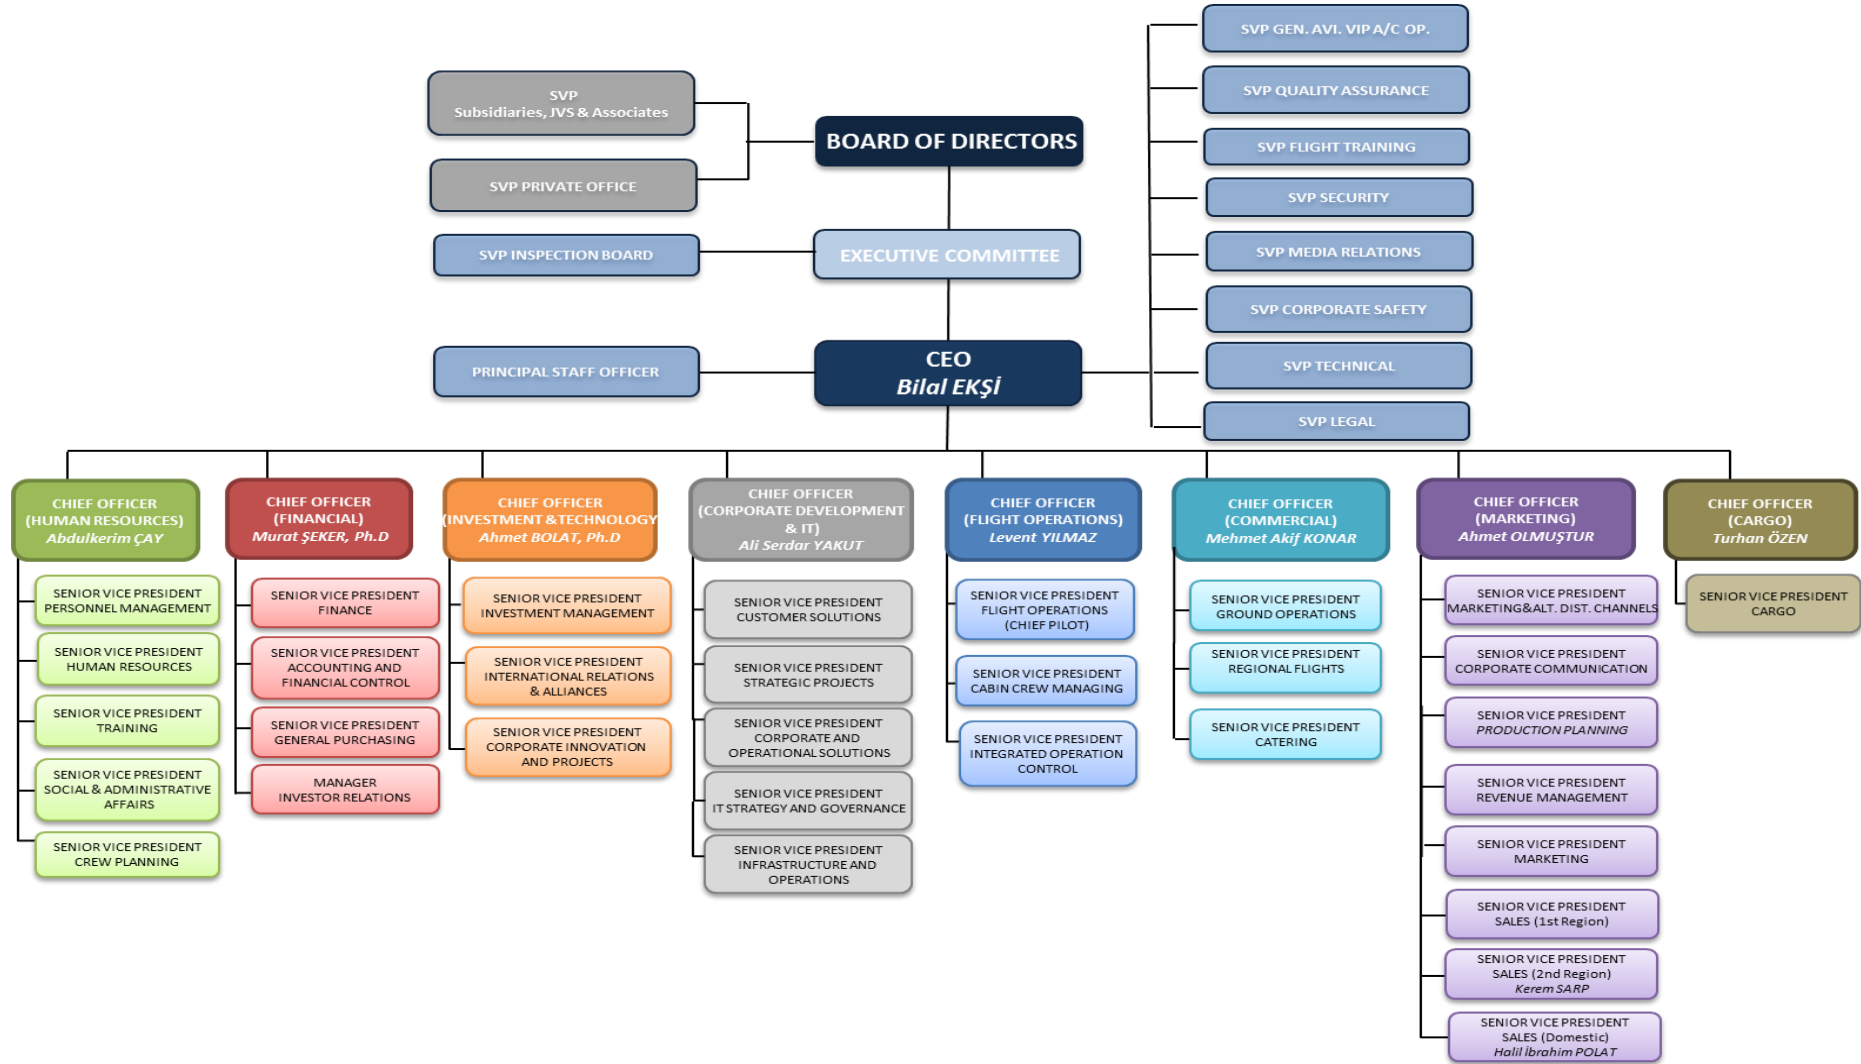 SVP
Subsidiaries, JVS & Associates
SVP PRIVATE OFFICE
BOARD OF DIRECTORS
SVP INSPECTION BOARD
EXECUTIVE COMMITTEE
PRINCIPAL STAFF OFFICER
CEO
Bilal EKŞİ
SVP GEN. AVI. VIP A/C OP.
SVP QUALITY ASSURANCE
SVP FLIGHT TRAINING
SVP SECURITY
SVP MEDIA RELATIONS
SVP CORPORATE SAFETY
SVP TECHNICAL
SVP LEGAL
CHIEF OFFICER
(HUMAN RESOURCES)
Abdulkerim ÇAY
SENIOR VICE PRESIDENT
PERSONNEL MANAGEMENT
SENIOR VICE PRESIDENT
HUMAN RESOURCES
SENIOR VICE PRESIDENT
TRAINING
SENIOR VICE PRESIDENT
SOCIAL & ADMINISTRATIVE
AFFAIRS
SENIOR VICE PRESIDENT
CREW PLANNING
CHIEF OFFICER
(FINANCIAL)
Murat ŞEKER, Ph.D
SENIOR VICE PRESIDENT
FINANCE
SENIOR VICE PRESIDENT
ACCOUNTING AND
FINANCIAL CONTROL
SENIOR VICE PRESIDENT
GENERAL PURCHASING
MANAGER
INVESTOR RELATIONS
CHIEF OFFICER
(INVESTMENT &TECHNOLOGY
Ahmet BOLAT, Ph.D
SENIOR VICE PRESIDENT
INVESTMENT MANAGEMENT
SENIOR VICE PRESIDENT
INTERNATIONAL RELATIONS
& ALLIANCES
SENIOR VICE PRESIDENT
CORPORATE INNOVATION
AND PROJECTS
CHIEF OFFICER
(CORPORATE DEVELOPMENT
& IT)
Ali Serdar YAKUT
SENIOR VICE PRESIDENT
CUSTOMER SOLUTIONS
SENIOR VICE PRESIDENT
STRATEGIC PROJECTS
SENIOR VICE PRESIDENT
CORPORATE AND
OPERATIONAL SOLUTIONS
SENIOR VICE PRESIDENT
IT STRATEGY AND GOVERNANCE
SENIOR VICE PRESIDENT
INFRASTRUCTURE AND
OPERATIONS
CHIEF OFFICER
(FLIGHT OPERATIONS)
Levent YILMAZ
SENIOR VICE PRESIDENT
FLIGHT OPERATIONS
(CHIEF PILOT)
SENIOR VICE PRESIDENT
CABIN CREW MANAGING
SENIOR VICE PRESIDENT
INTEGRATED OPERATION
CONTROL
CHIEF OFFICER
(COMMERCIAL)
Mehmet Akif KONAR
SENIOR VICE PRESIDENT
GROUND OPERATIONS
SENIOR VICE PRESIDENT
REGIONAL FLIGHTS
SENIOR VICE PRESIDENT
CATERING
CHIEF OFFICER
(MARKETING)
Ahmet OLMUŞTUR
SENIOR VICE PRESIDENT
MARKETING&ALT. DIST. CHANNELS
SENIOR VICE PRESIDENT
CORPORATE COMMUNICATION
SENIOR VICE PRESIDENT
PRODUCTION PLANNING
SENIOR VICE PRESIDENT
REVENUE MANAGEMENT
SENIOR VICE PRESIDENT
MARKETING
SENIOR VICE PRESIDENT
SALES (1st Region)
SENIOR VICE PRESIDENT
SALES (2nd Region)
Kerem SARP
SENIOR VICE PRESIDENT
SALES (Domestic)
Halil İbrahim POLAT
CHIEF OFFICER
(CARGO)
Turhan ÖZEN
SENIOR VICE PRESIDENT
CARGO